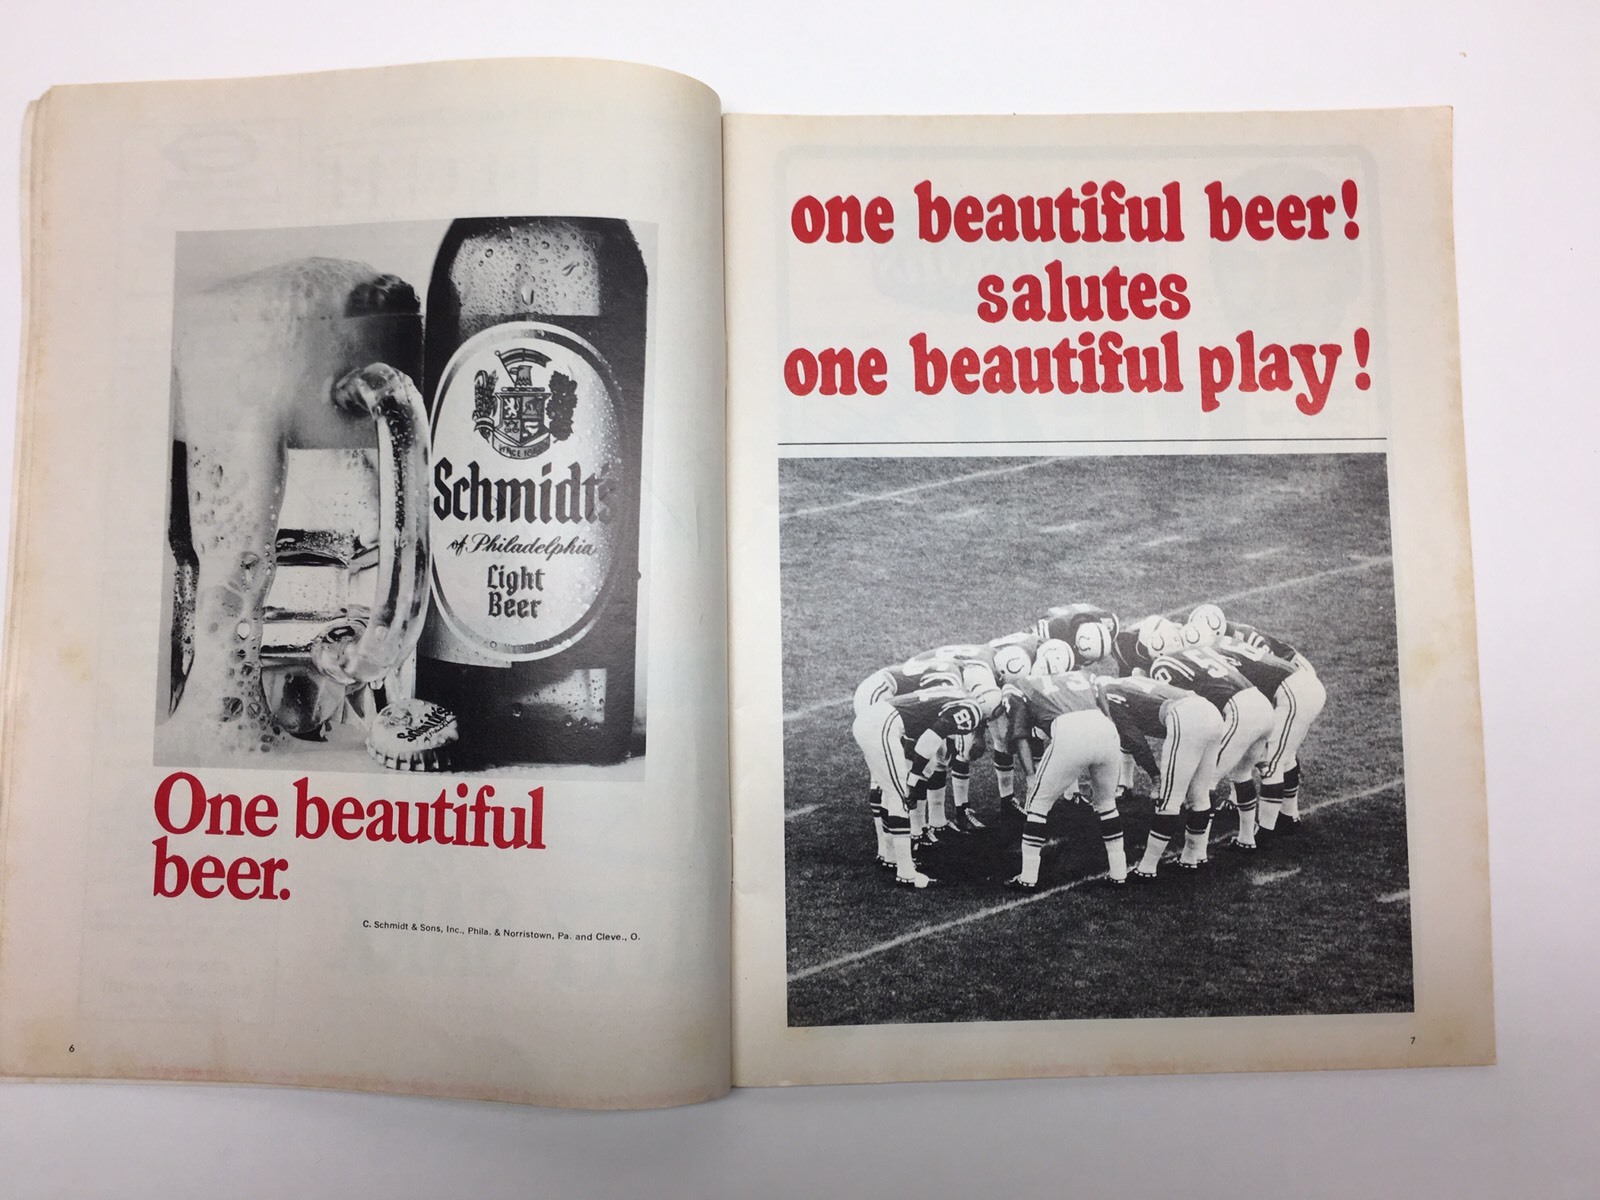 Schmidt's
of Philadelphia
Light
Beer
Schmidt's
One beautiful
beer.
C. Schmidt & Sons, Inc., Phila. & Norristown, Pa. and Cleve., O.
6
one beautiful beer!
salutes
one beautiful play!
7